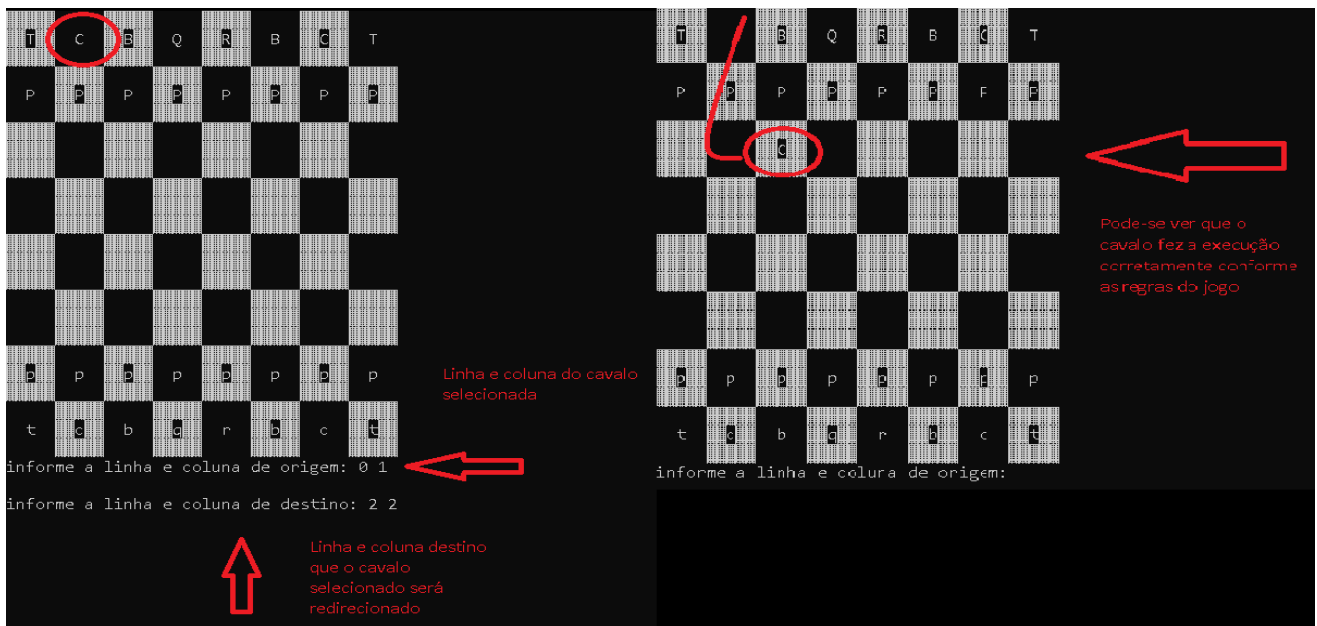 T C B Q R B C T
P P P P P P P P
p p p p p p p p
t c b q r b c t
informe a linha e coluna de origem: 0 1
informe a linha e coluna de destino: 2 2
Linha e coluna do cavalo
selecionada
Linha e coluna destino
que o cavalo
selecionado será
redirecionado
T B Q R B C T
P P P P P P P P
C
p p p p p p p p
t c b q r b c t
informe a linha e coluna de origem:
Pode-se ver que o
cavalo fez a execução
corretamente conforme
as regras do jogo